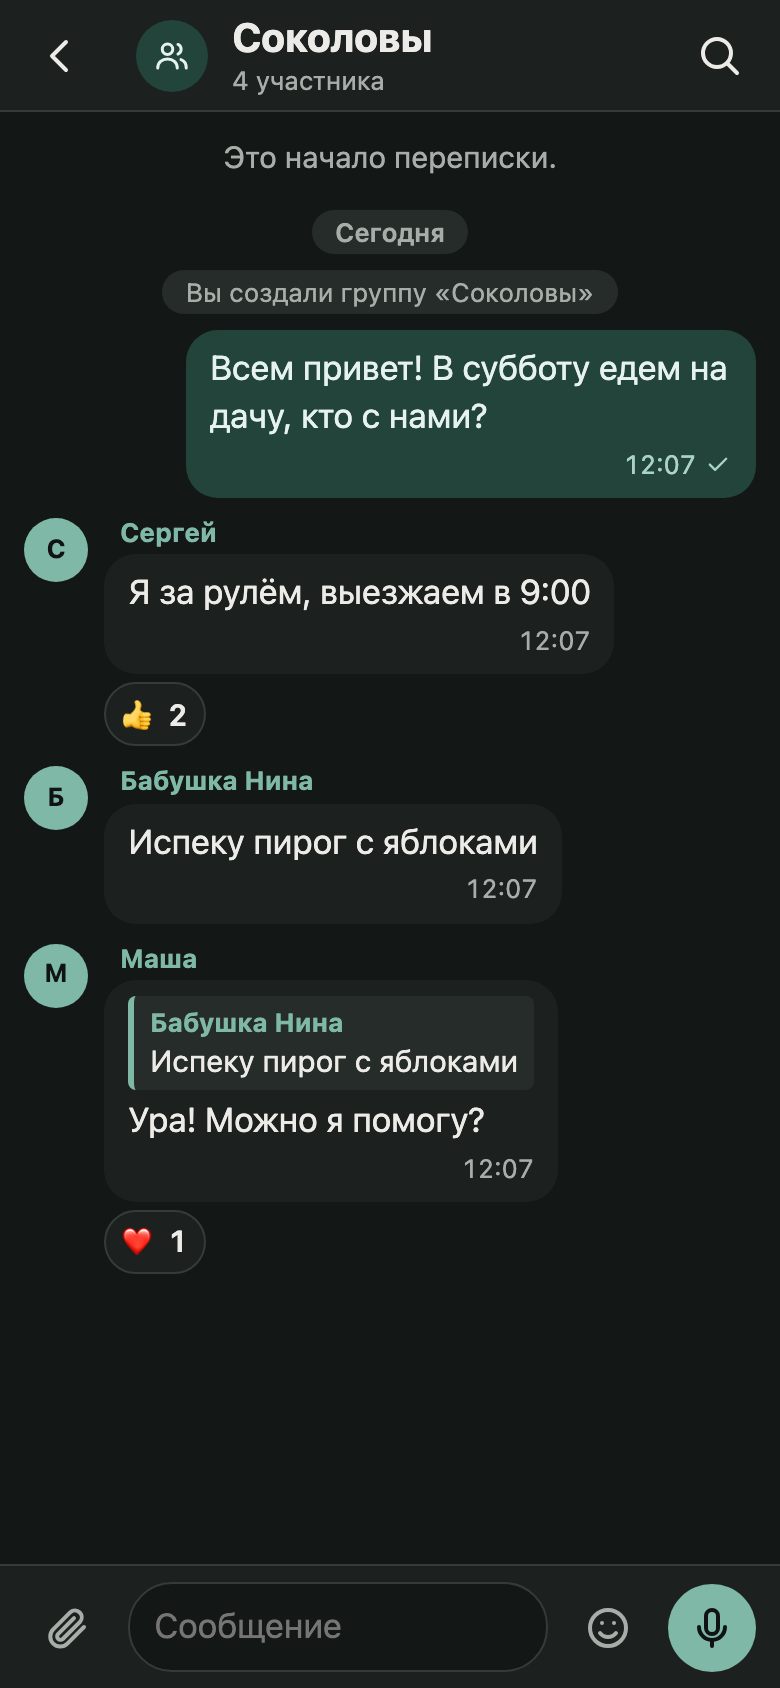 Соколовы
4 участника
Это начало переписки.
Сегодня
Вы создали группу «Соколовы»
Всем привет! В субботу едем на
дачу, кто с нами?
12:07
Сергей
С
Я за рулём, выезжаем в 9:00
12:07
👍 2
Бабушка Нина
Б
Испеку пирог с яблоками
12:07
Маша
М
Бабушка Нина
Испеку пирог с яблоками
Ура! Можно я помогу?
12:07
❤️ 1
Сообщение